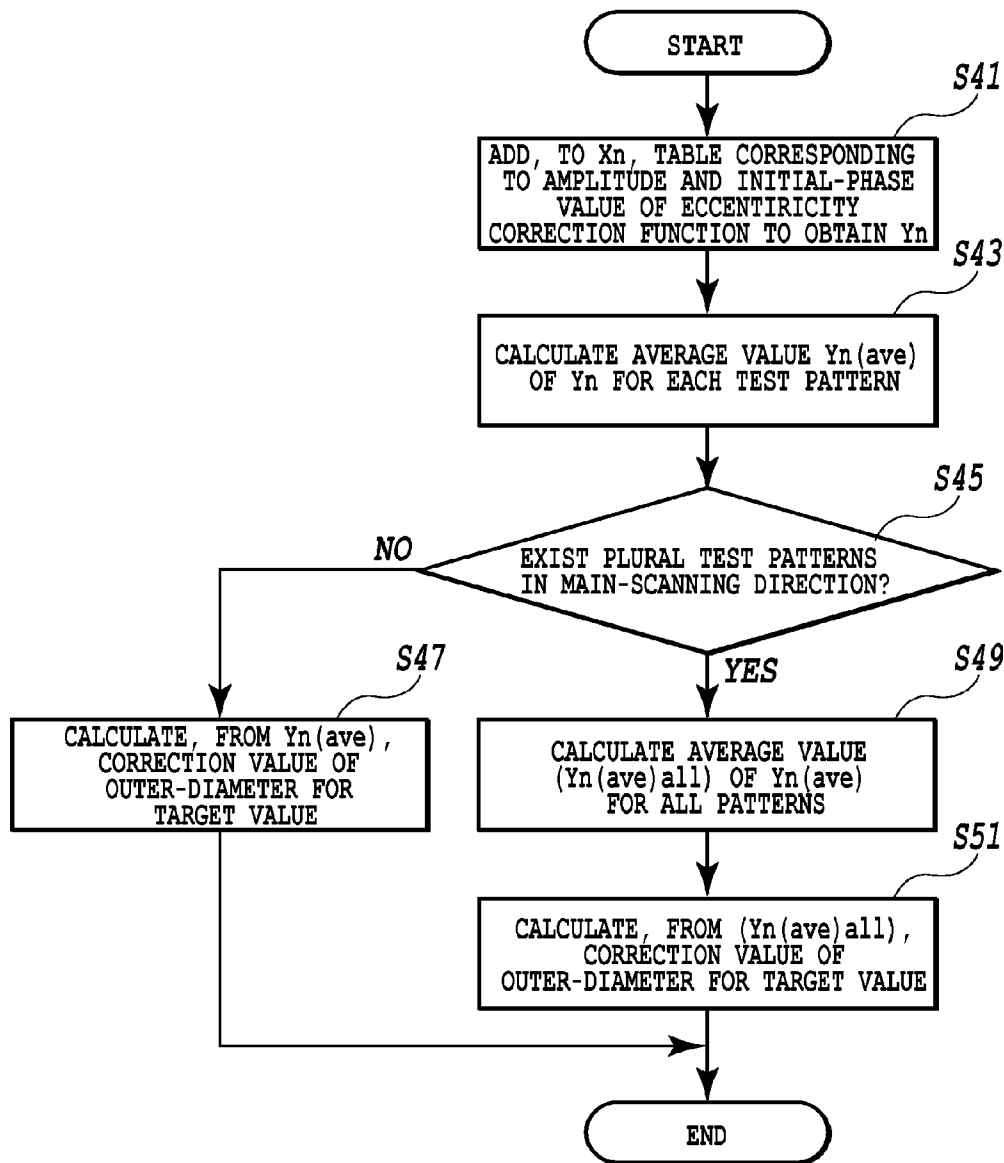 START
S41
ADD, TO Xn, TABLE CORRESPONDING
TO AMPLITUDE AND INITIAL-PHASE
VALUE OF ECCENTIRICITY
CORRECTION FUNCTION TO OBTAIN Yn
S43
CALCULATE AVERAGE VALUE Yn(ave)
OF Yn FOR EACH TEST PATTERN
S45
EXIST PLURAL TEST PATTERNS
IN MAIN-SCANNING DIRECTION?
NO
YES
S47
CALCULATE, FROM Yn(ave),
CORRECTION VALUE OF
OUTER-DIAMETER FOR
TARGET VALUE
S49
CALCULATE AVERAGE VALUE
(Yn(ave)all) OF Yn(ave)
FOR ALL PATTERNS
S51
CALCULATE, FROM (Yn(ave)all),
CORRECTION VALUE OF
OUTER-DIAMETER FOR TARGET VALUE
END